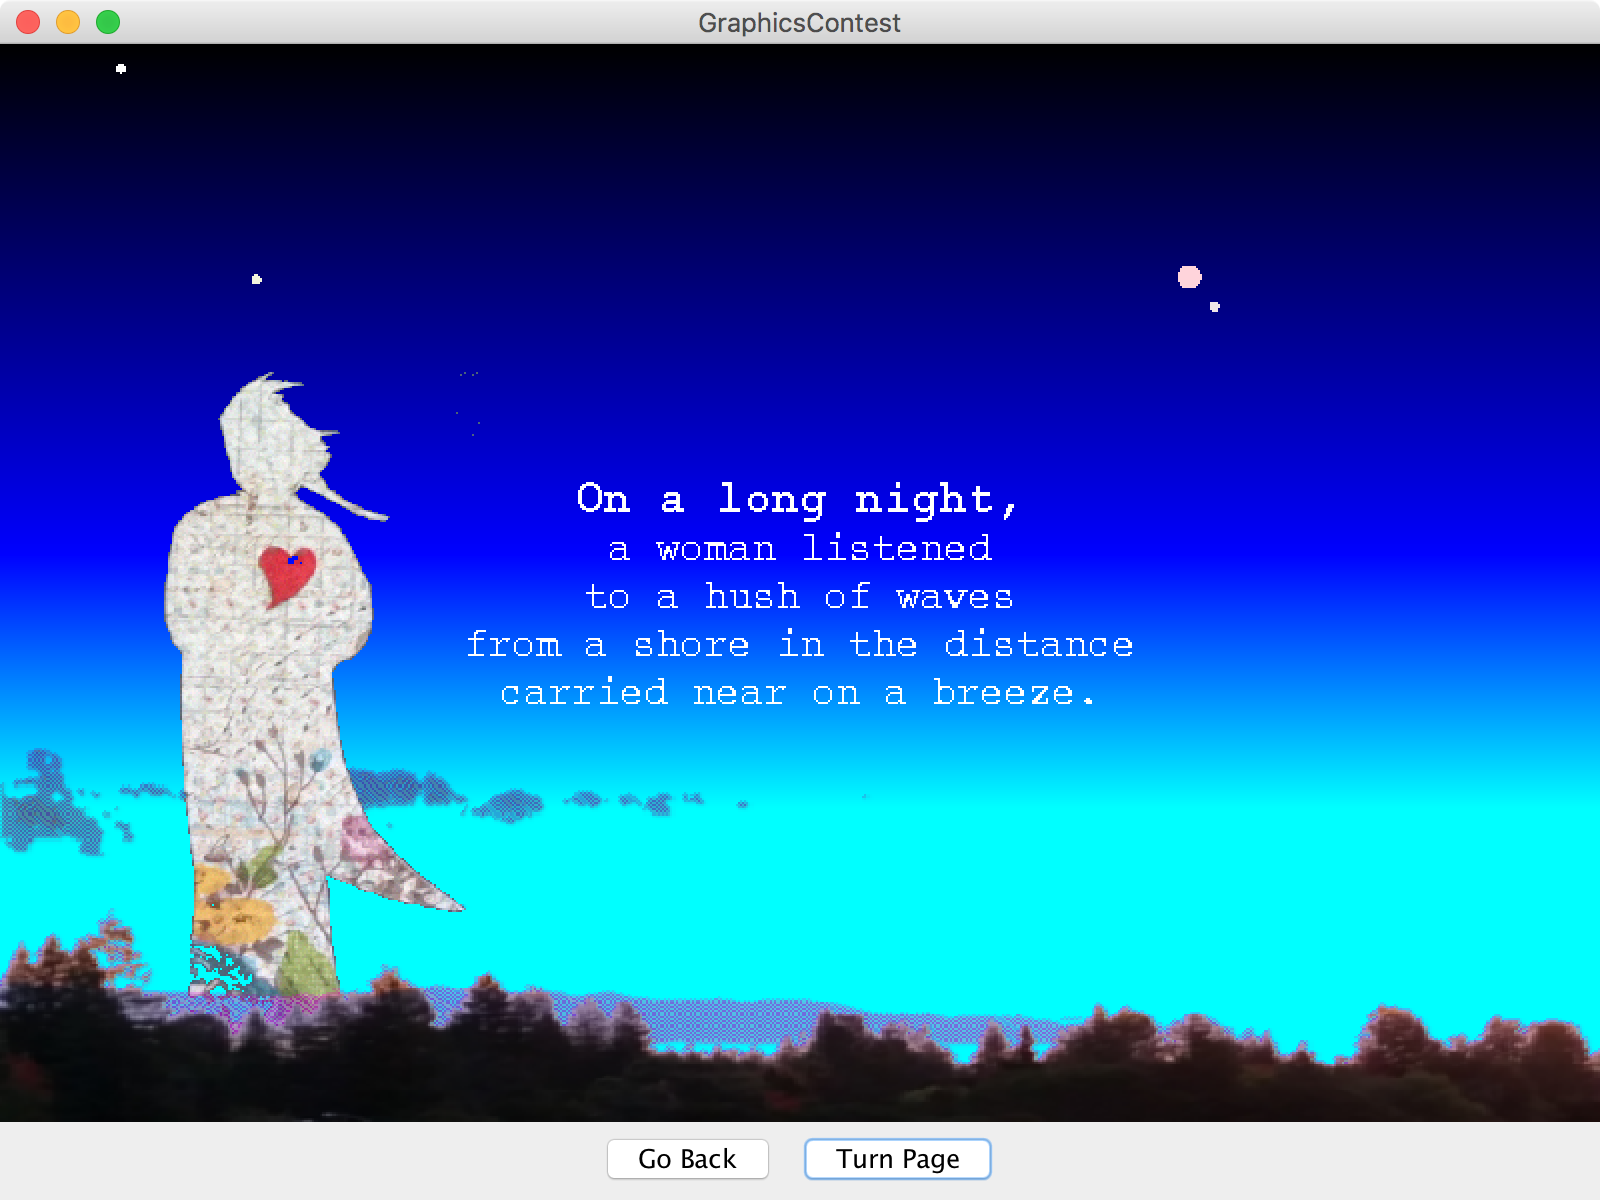 GraphicsContest
On a long night,
a woman listened
to a hush of waves
from a shore in the distance
carried near on a breeze.
Go Back
Turn Page